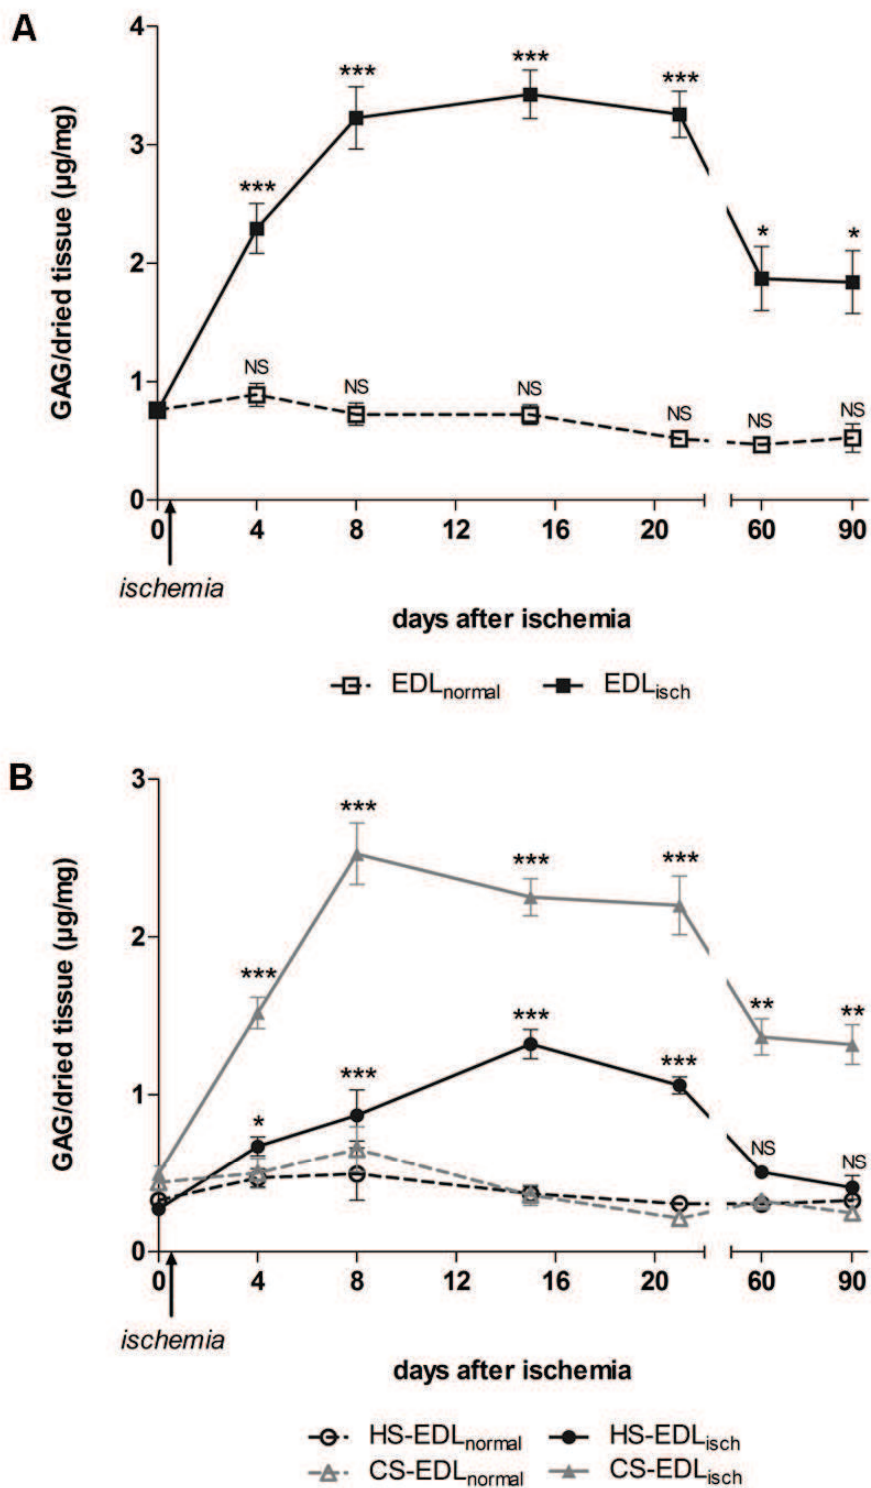 A
GAG/dried tissue (µg/mg)
4
3
2
1
0
***
***
***
***
*
*
NS
NS
NS
NS
NS
NS
0 4 8 12 16 20 60 90
ischemia
days after ischemia
EDLnormal EDLisch
B
GAG/dried tissue (µg/mg)
3
2
1
0
***
***
***
***
**
**
*
***
***
***
NS
NS
0 4 8 12 16 20 60 90
ischemia
days after ischemia
HS-EDLnormal HS-EDLisch
CS-EDLnormal CS-EDLisch